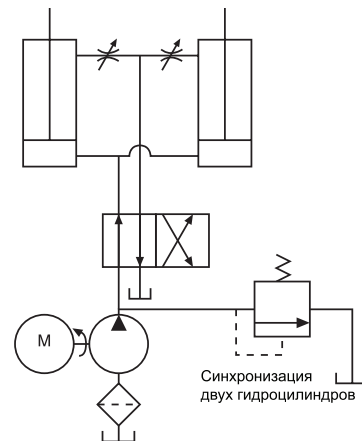 М
Синхронизация
двух гидроцилиндров